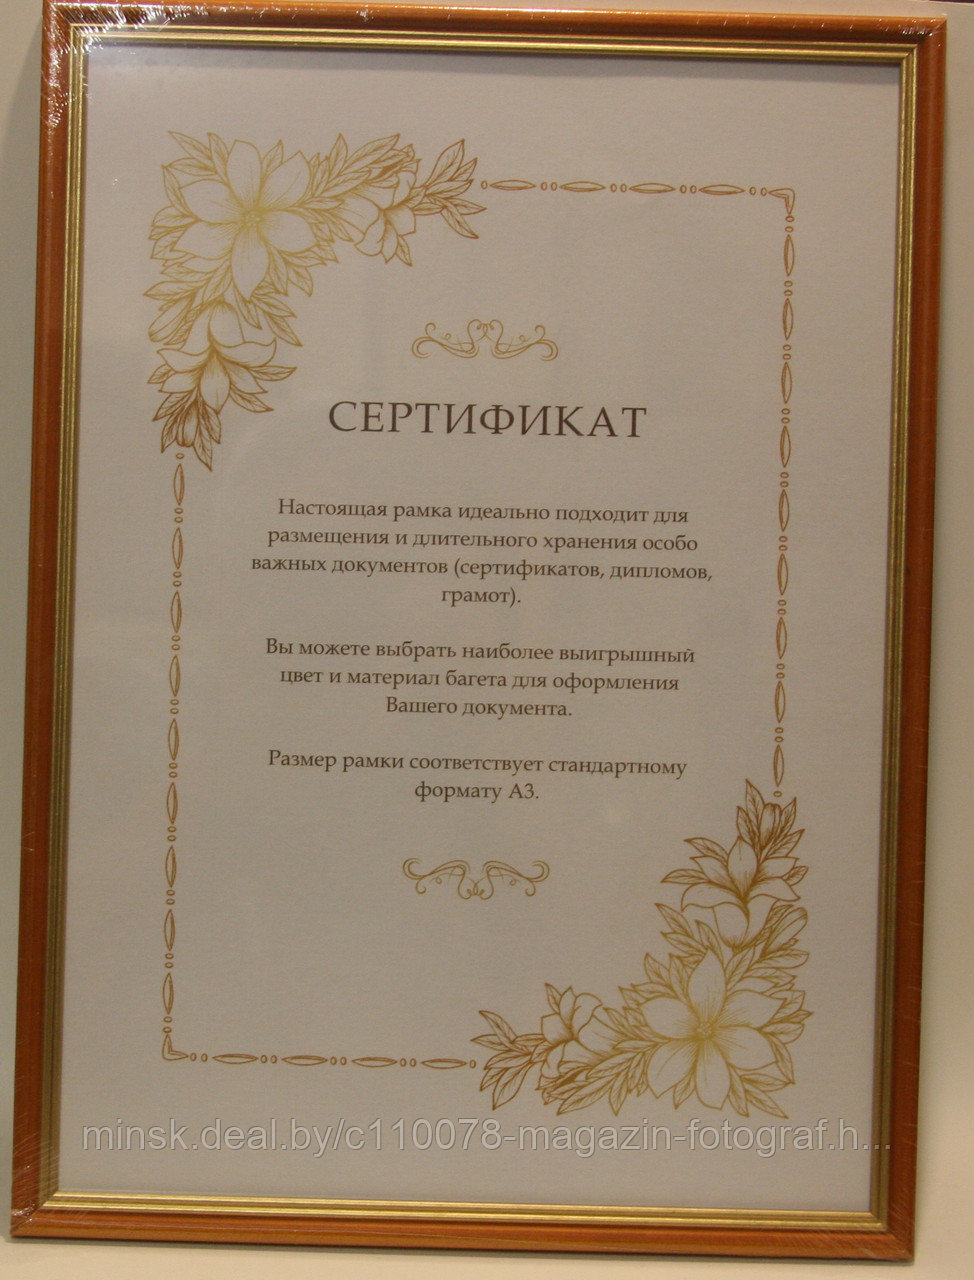 СЕРТИФИКАТ
Настоящая рамка идеально подходит для
размещения и длительного хранения особо
важных документов (сертификатов, дипломов,
грамот).
Вы можете выбрать наиболее выигрышный
цвет и материал багета для оформления
Вашего документа.
Размер рамки соответствует стандартному
формату А3.
minsk.deal.by/c110078-magazin-fotograf.h...